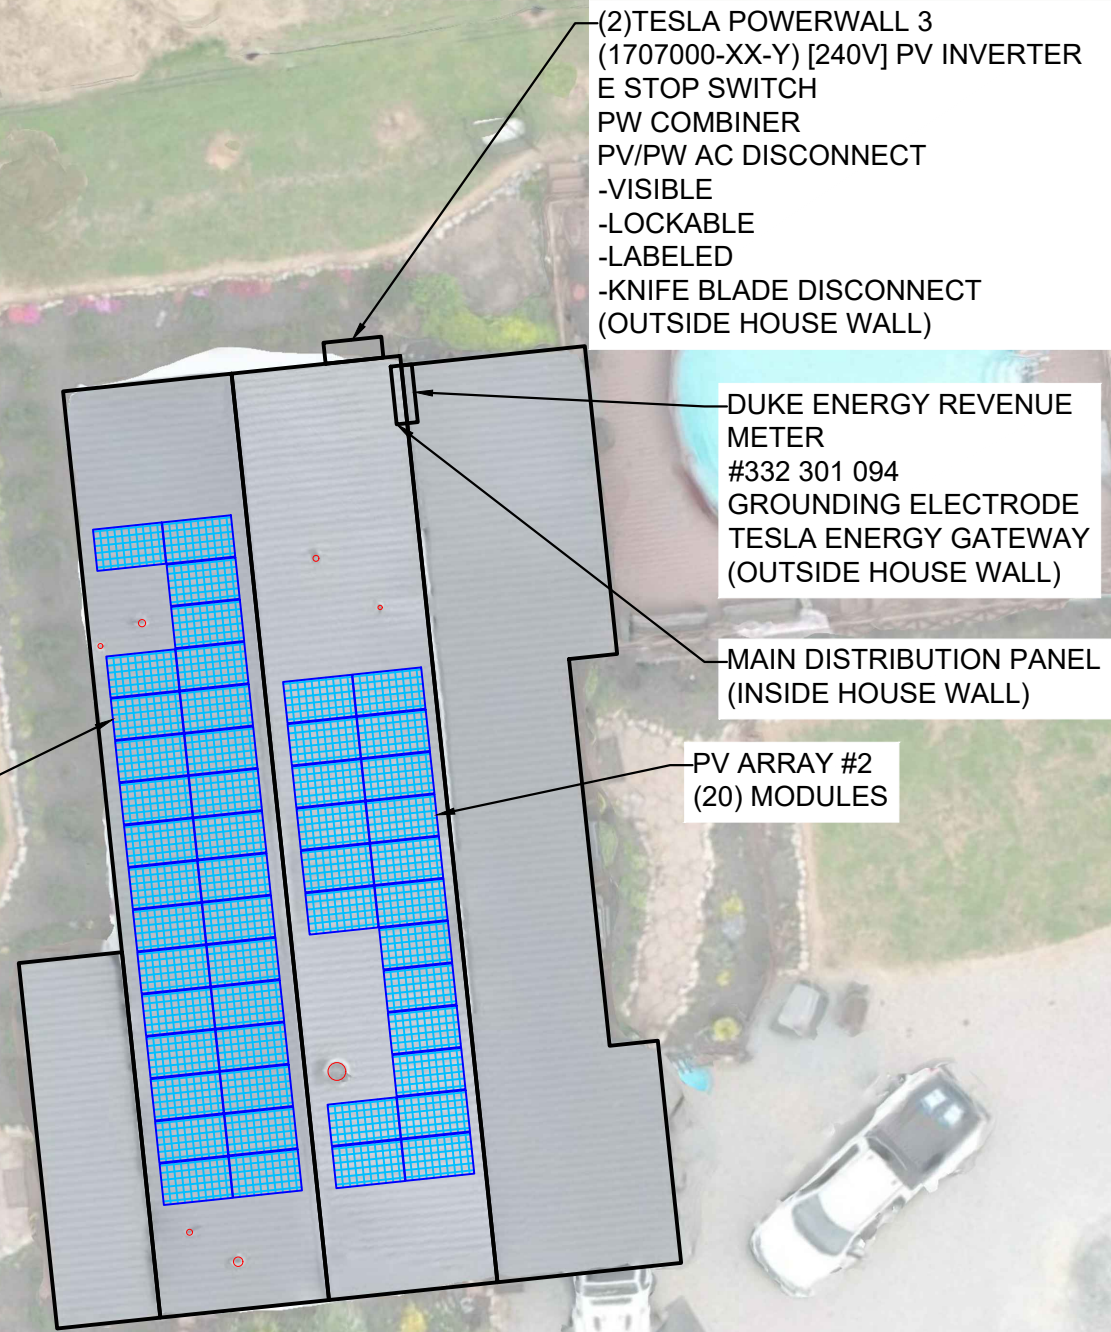 (2)TESLA POWERWALL 3
(1707000-XX-Y) [240V] PV INVERTER
E STOP SWITCH
PW COMBINER
PV/PW AC DISCONNECT
-VISIBLE
-LOCKABLE
-LABELED
-KNIFE BLADE DISCONNECT
(OUTSIDE HOUSE WALL)
DUKE ENERGY REVENUE
METER
#332 301 094
GROUNDING ELECTRODE
TESLA ENERGY GATEWAY
(OUTSIDE HOUSE WALL)
MAIN DISTRIBUTION PANEL
(INSIDE HOUSE WALL)
PV ARRAY #2
(20) MODULES